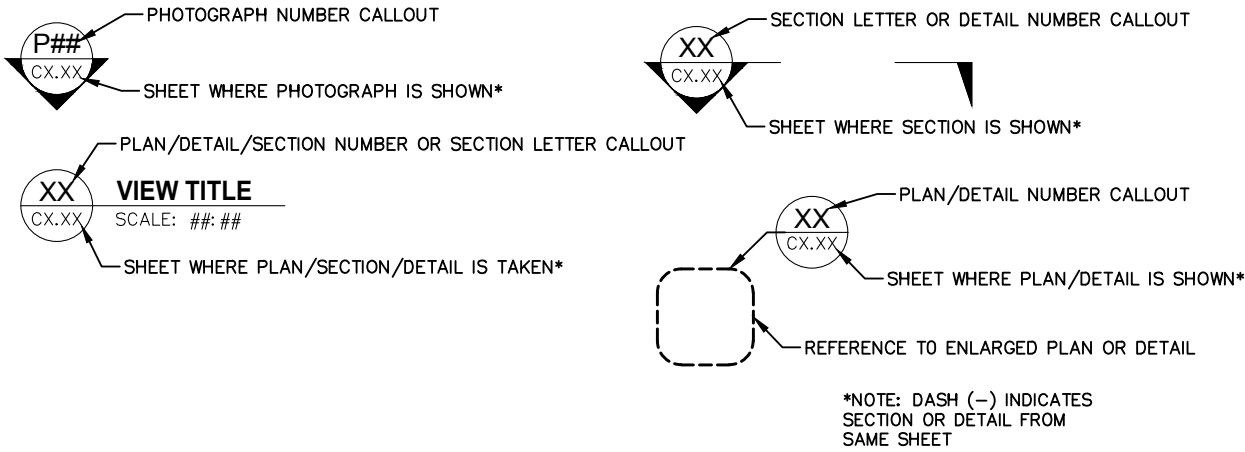 PHOTOGRAPH NUMBER CALLOUT
P##
CX.XX
SHEET WHERE PHOTOGRAPH IS SHOWN*
PLAN/DETAIL/SECTION NUMBER OR SECTION LETTER CALLOUT
XX
VIEW TITLE
CX.XX
SCALE: ##:##
SHEET WHERE PLAN/SECTION/DETAIL IS TAKEN*
SECTION LETTER OR DETAIL NUMBER CALLOUT
XX
CX.XX
SHEET WHERE SECTION IS SHOWN*
PLAN/DETAIL NUMBER CALLOUT
XX
CX.XX
SHEET WHERE PLAN/DETAIL IS SHOWN*
REFERENCE TO ENLARGED PLAN OR DETAIL
*NOTE: DASH (-) INDICATES
SECTION OR DETAIL FROM
SAME SHEET